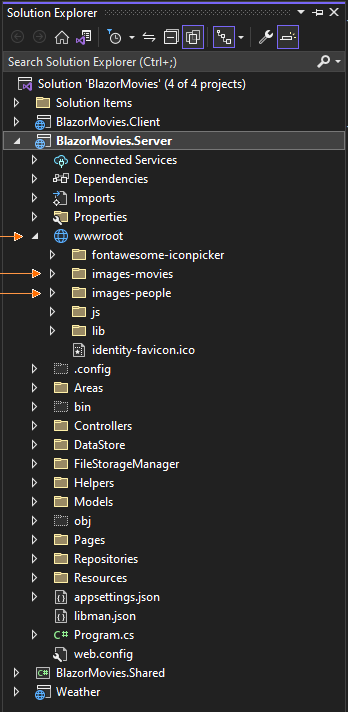 Solution Explorer
Search Solution Explorer (Ctrl+;)
Solution 'BlazorMovies' (4 of 4 projects)
Solution Items
BlazorMovies.Client
BlazorMovies.Server
Connected Services
Dependencies
Imports
Properties
wwwroot
fontawesome-iconpicker
images-movies
images-people
js
lib
identity-favicon.ico
.config
Areas
bin
Controllers
DataStore
FileStorageManager
Helpers
Models
obj
Pages
Repositories
Resources
appsettings.json
libman.json
C# Program.cs
web.config
C# BlazorMovies.Shared
Weather